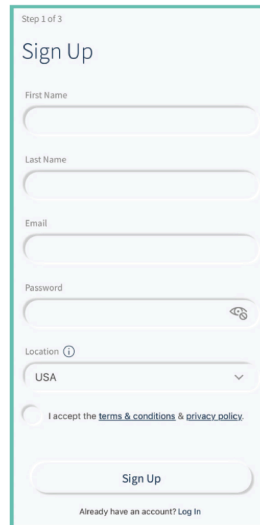 Step 1 of 3
Sign Up
First Name
Last Name
Email
Password
Location
USA
I accept the terms & conditions & privacy policy.
Sign Up
Already have an account? Log In